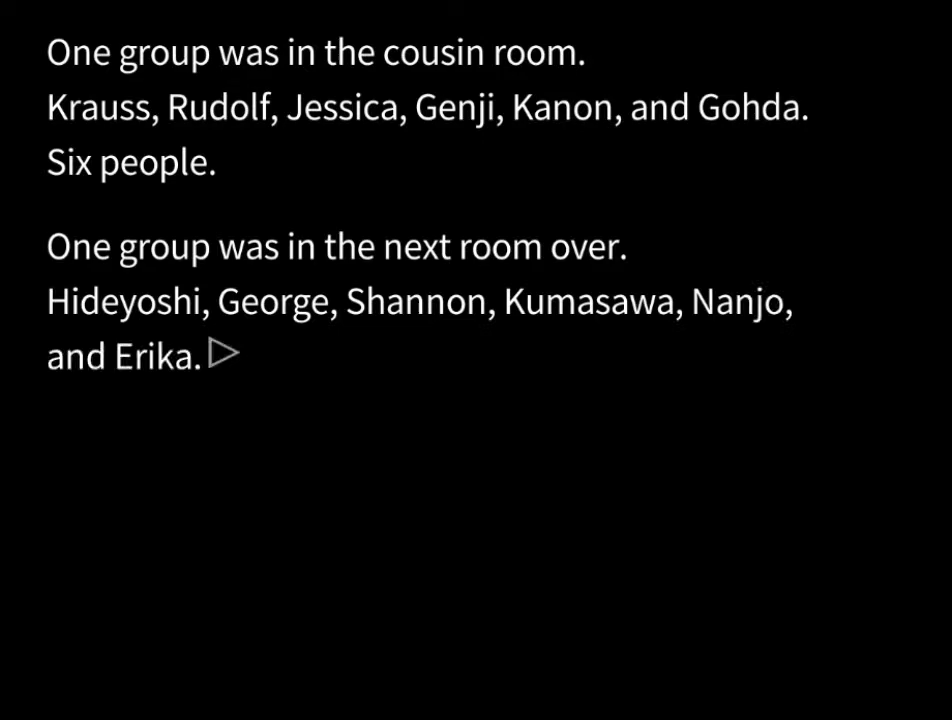 One group was in the cousin room.
Krauss, Rudolf, Jessica, Genji, Kanon, and Gohda.
Six people.
One group was in the next room over.
Hideyoshi, George, Shannon, Kumasawa, Nanjo,
and Erika.